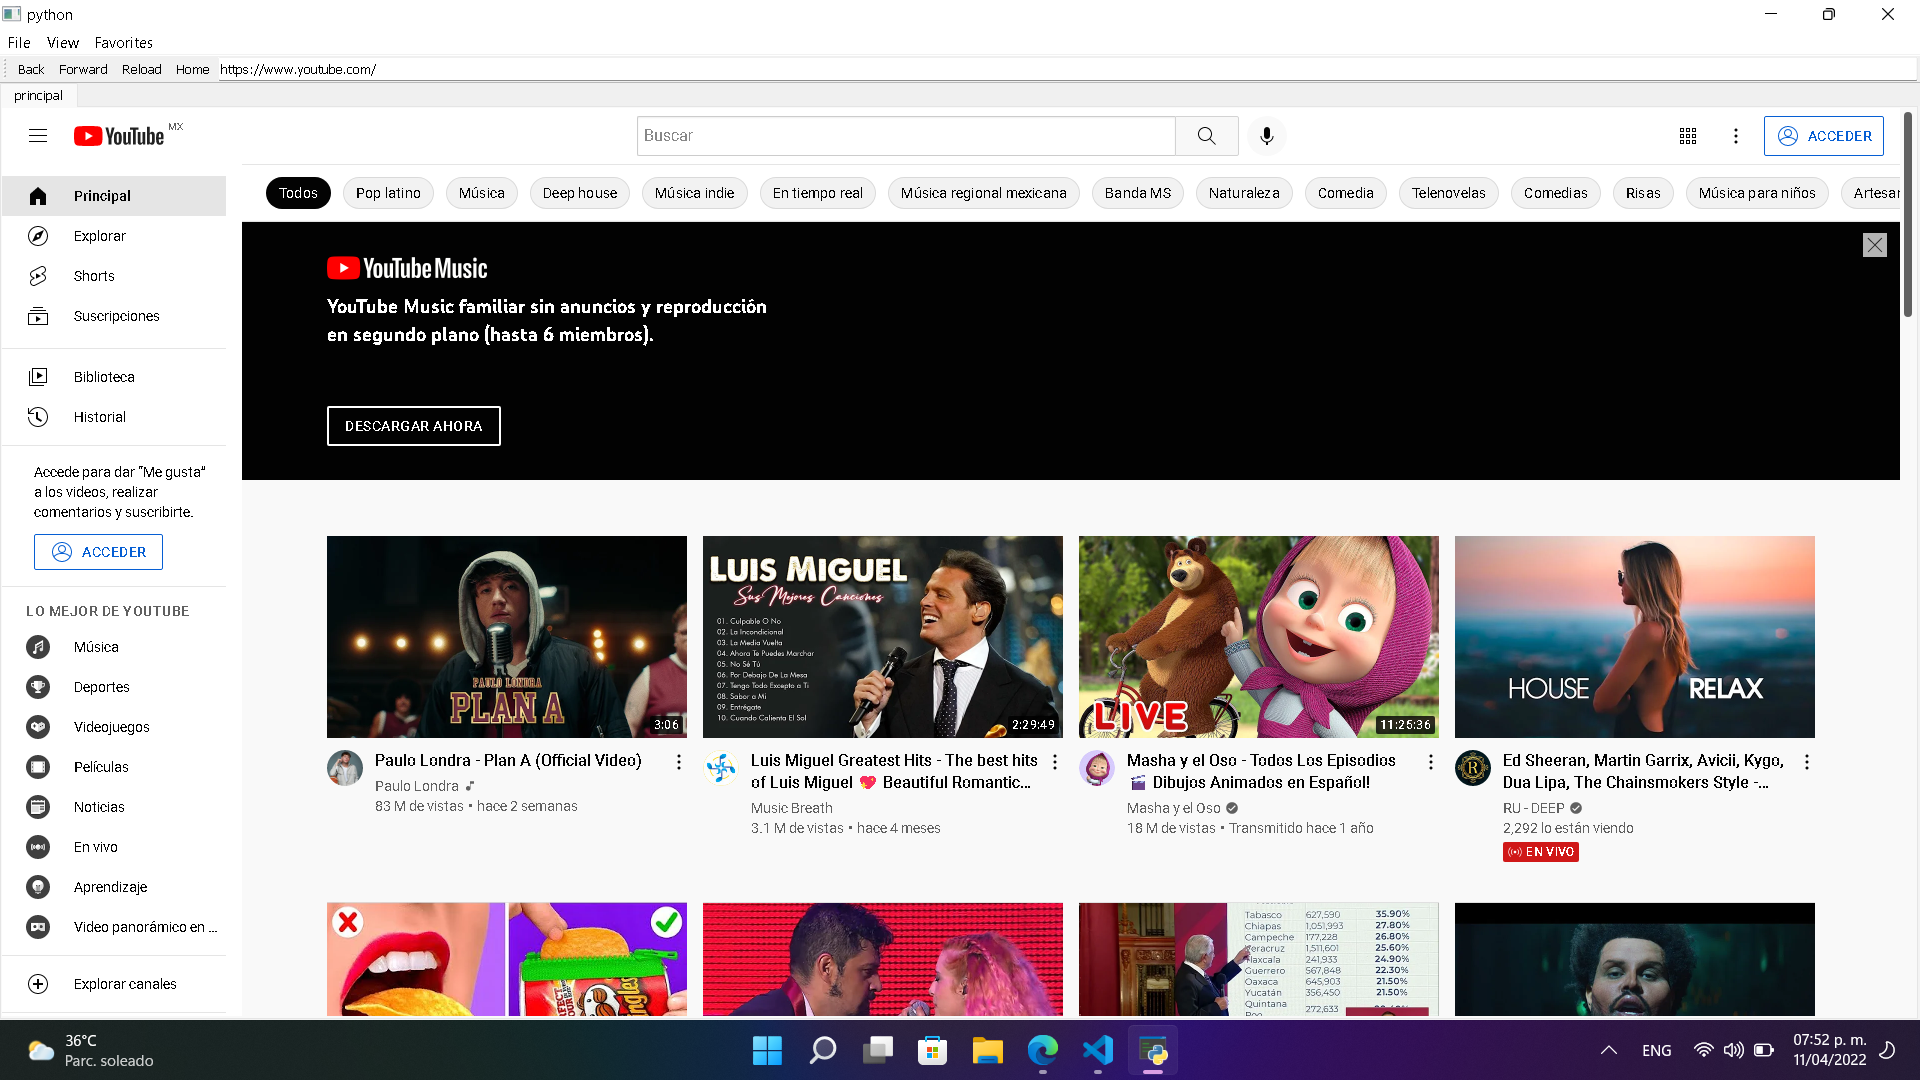 python
File View Favorites
Back Forward Reload Home https://www.youtube.com/
principal
YouTube MX
Buscar
ACCEDER
Principal
Explorar
Shorts
Suscripciones
Biblioteca
Historial
Accede para dar "Me gusta"
a los videos, realizar
comentarios y suscribirte.
ACCEDER
LO MEJOR DE YOUTUBE
Música
Deportes
Videojuegos
Películas
Noticias
En vivo
Aprendizaje
Video panorámico en ...
Explorar canales
Todos Pop latino Música Deep house Música indie En tiempo real Música regional mexicana Banda MS Naturaleza Comedia Telenovelas Comedias Risas Música para niños Artesar
YouTube Music
YouTube Music familiar sin anuncios y reproducción
en segundo plano (hasta 6 miembros).
DESCARGAR AHORA
PAULO LONDRA
PLAN A
3:06
Paulo Londra - Plan A (Official Video)
Paulo Londra
83 M de vistas • hace 2 semanas
LUIS MIGUEL
Sus Mejores Canciones
01. Culpable O No
02. La Incondicional
03. La Media Vuelta
04. Ahora Te Puedes Marchar
05. No Sé Tú
06. Por Debajo De La Mesa
07. Tengo Todo Excepto a Ti
08. Sabor a Mi
09. Entrégate
10. Cuando Calienta El Sol
2:29:49
Luis Miguel Greatest Hits - The best hits
of Luis Miguel 💖 Beautiful Romantic...
Music Breath
3.1 M de vistas • hace 4 meses
LIVE
11:25:36
Masha y el Oso - Todos Los Episodios
🎬 Dibujos Animados en Español!
Masha y el Oso
18 M de vistas • Transmitido hace 1 año
HOUSE RELAX
R
Ed Sheeran, Martin Garrix, Avicii, Kygo,
Dua Lipa, The Chainsmokers Style -...
RU - DEEP
2,292 lo están viendo
EN VIVO
Pringles
Tabasco 627,590 35.90%
Chiapas 1,051,993 27.80%
Campeche 177,228 26.80%
Veracruz 1,511,601 25.60%
Tlaxcala 241,933 24.90%
Guerrero 567,848 22.30%
Oaxaca 645,903 21.50%
Yucatán 356,450 21.50%
Quintana
272,633
36°C
Parc. soleado
ENG
07:52 p. m.
11/04/2022